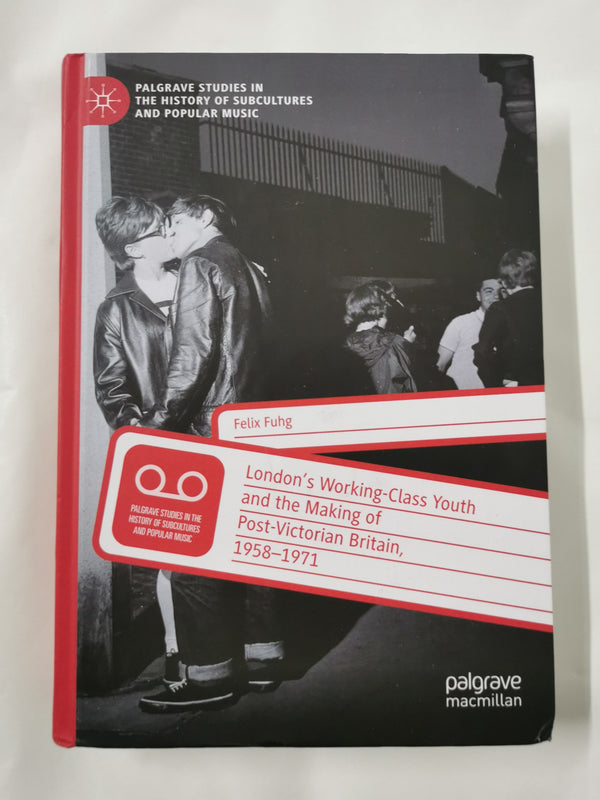 PALGRAVE STUDIES IN
THE HISTORY OF SUBCULTURES
AND POPULAR MUSIC
Felix Fuhg
London's Working-Class Youth
and the Making of
Post-Victorian Britain,
1958–1971
PALGRAVE STUDIES IN THE
HISTORY OF SUBCULTURES
AND POPULAR MUSIC
palgrave
macmillan